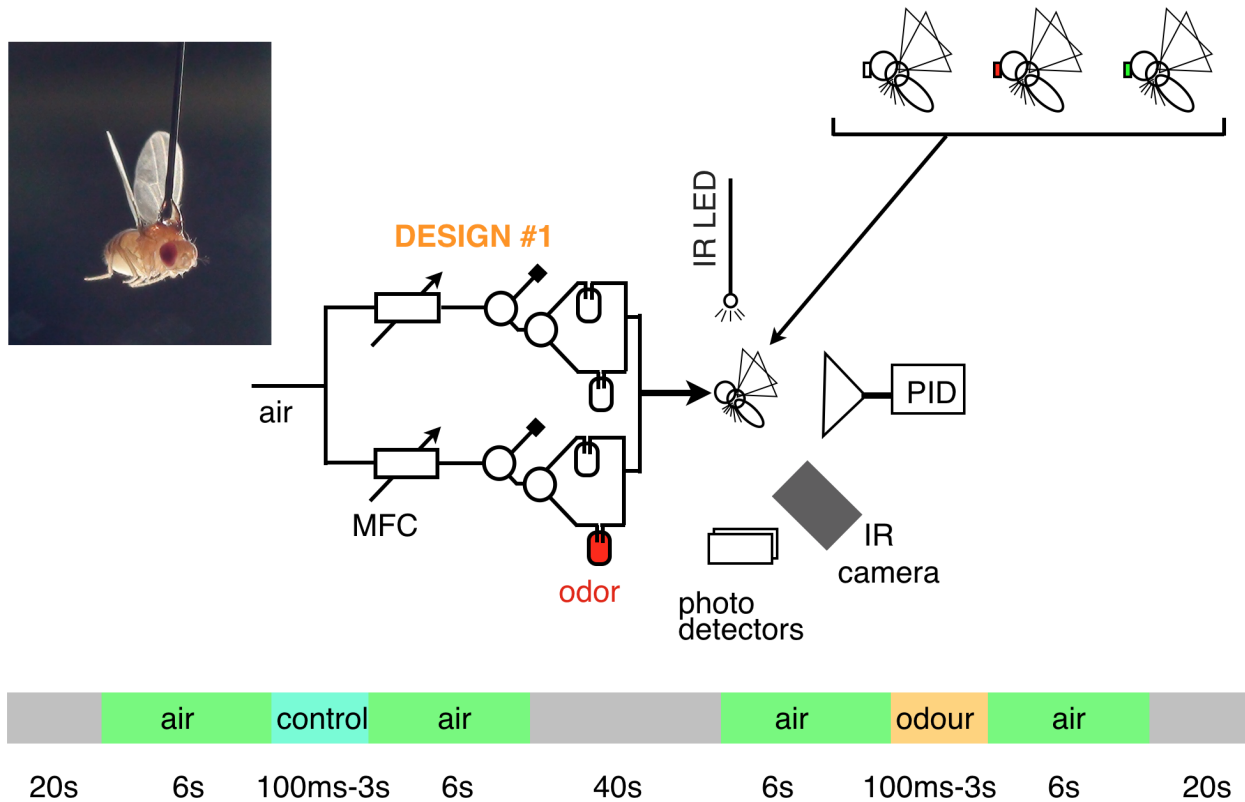 DESIGN #1
IR LED
air
PID
MFC
odor
IR
camera
photo
detectors
air
control
air
air
odour
air
20s
6s
100ms-3s
6s
40s
6s
100ms-3s
6s
20s